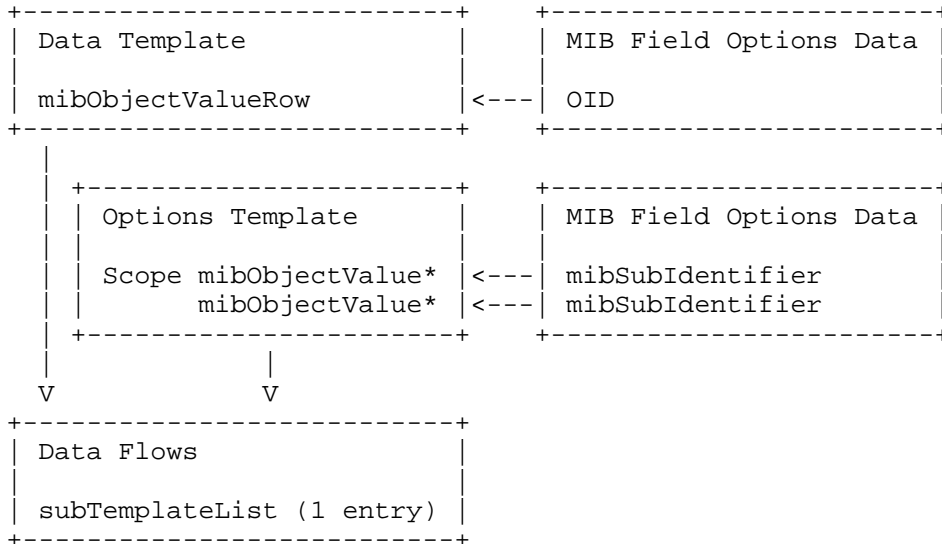 Data Template MIB Field Options Data
mibObjectValueRow <---| OID
Options Template MIB Field Options Data
Scope mibObjectValue* <---| mibSubIdentifier
mibObjectValue* <---| mibSubIdentifier
V V
Data Flows
subTemplateList (1 entry)